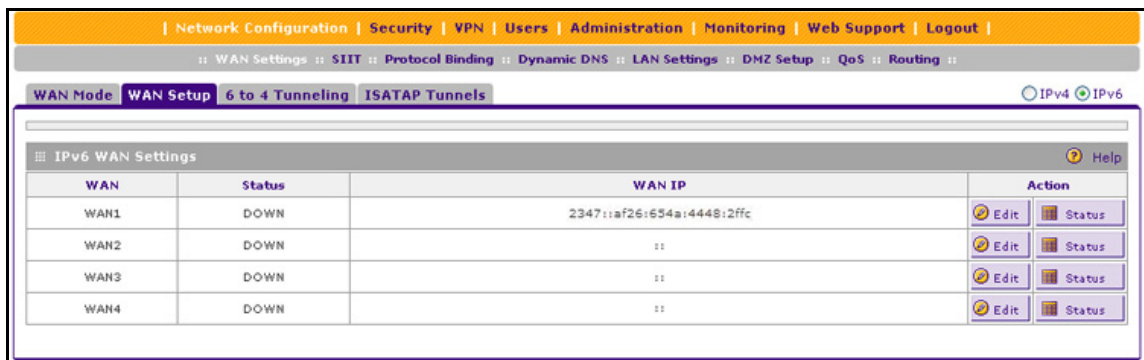 | Network Configuration | Security | VPN | Users | Administration | Monitoring | Web Support | Logout |
:: WAN Settings :: SIIT :: Protocol Binding :: Dynamic DNS :: LAN Settings :: DMZ Setup :: QoS :: Routing ::
WAN Mode WAN Setup 6 to 4 Tunneling ISATAP Tunnels IPv4 IPv6
IPv6 WAN Settings ? Help
WAN Status WAN IP Action
WAN1 DOWN 2347::af26:654a:4448:2ffc Edit Status
WAN2 DOWN :: Edit Status
WAN3 DOWN :: Edit Status
WAN4 DOWN :: Edit Status